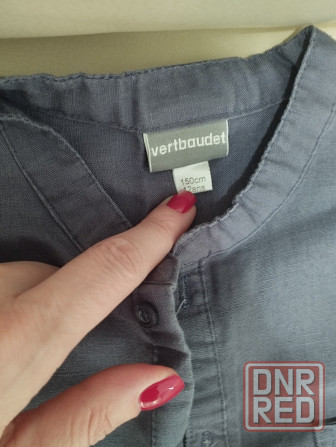 vertbaudet
150cm
12ans
DNR
RED